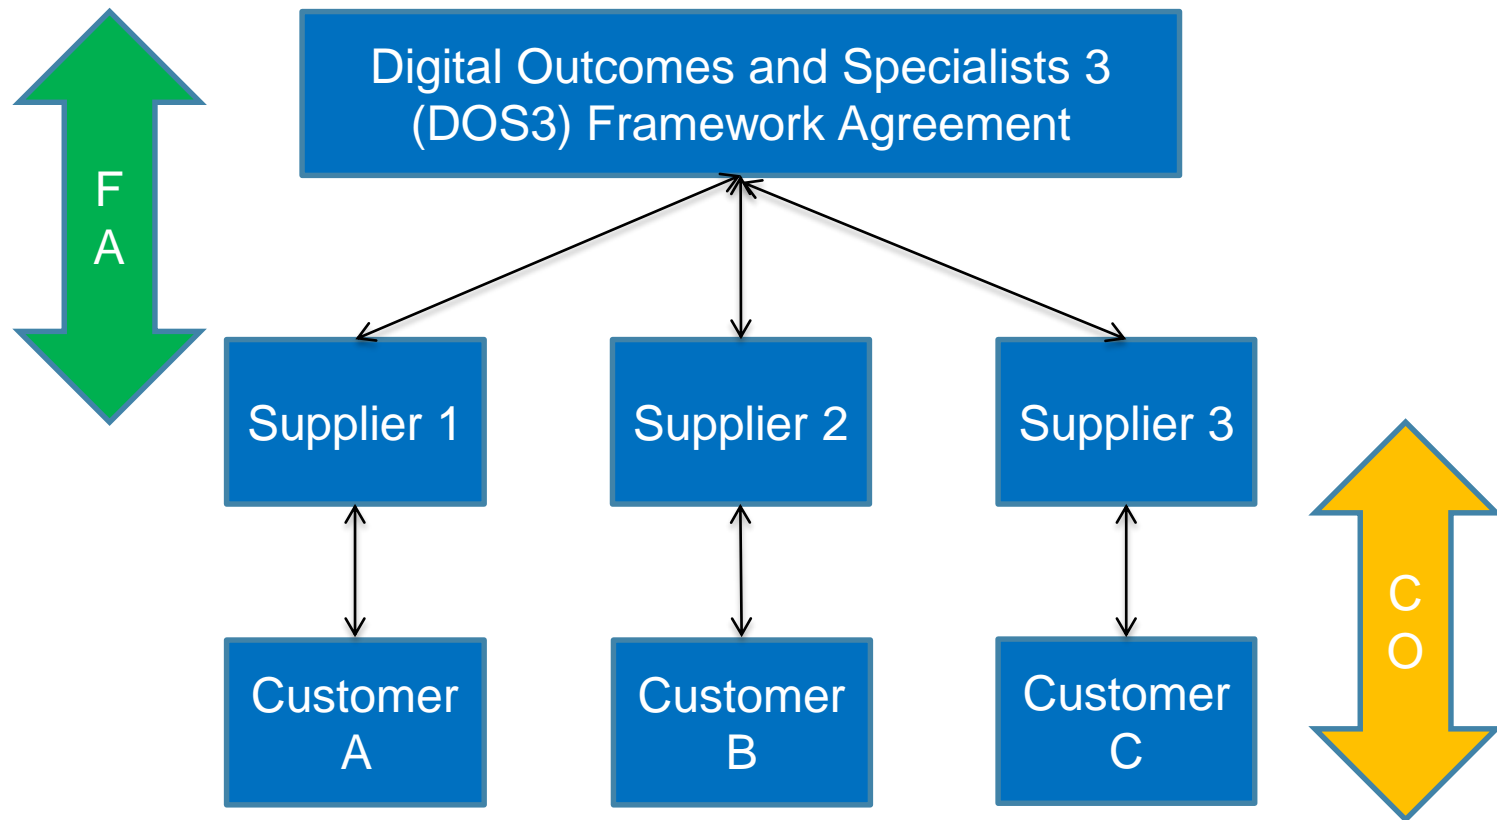 Digital Outcomes and Specialists 3
(DOS3) Framework Agreement
F
A
Supplier 1
Supplier 2
Supplier 3
C
O
Customer
A
Customer
B
Customer
C